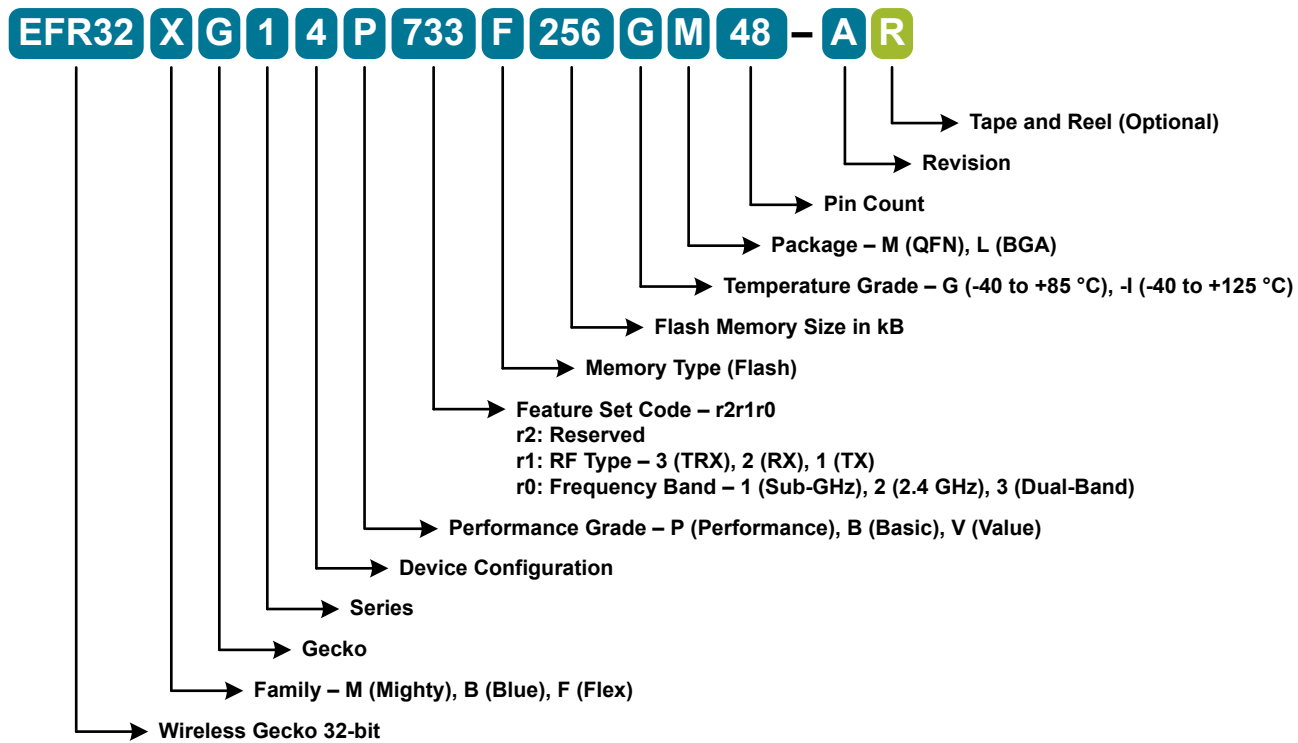 EFR32 X G 1 4 P 733 F 256 G M 48 – A R
Tape and Reel (Optional)
Revision
Pin Count
Package – M (QFN), L (BGA)
Temperature Grade – G (-40 to +85 °C), -I (-40 to +125 °C)
Flash Memory Size in kB
Memory Type (Flash)
Feature Set Code – r2r1r0
r2: Reserved
r1: RF Type – 3 (TRX), 2 (RX), 1 (TX)
r0: Frequency Band – 1 (Sub-GHz), 2 (2.4 GHz), 3 (Dual-Band)
Performance Grade – P (Performance), B (Basic), V (Value)
Device Configuration
Series
Gecko
Family – M (Mighty), B (Blue), F (Flex)
Wireless Gecko 32-bit